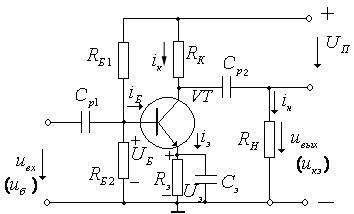 +
R_Б1
i_к
R_К
U_П
C_р2
VT
C_р1
i_Б
i_н
i_э
+
U_Б
−
u_вх
(u_б)
R_Б2
+
R_э
−
U_э
C_э
R_Н
u_вых
(u_кэ)
—